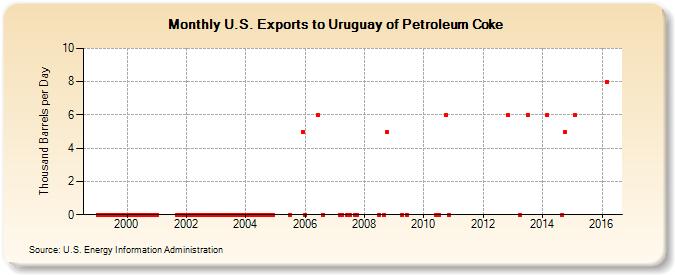 Monthly U.S. Exports to Uruguay of Petroleum Coke
Thousand Barrels per Day
10
8
6
4
2
0
2000 2002 2004 2006 2008 2010 2012 2014 2016
Source: U.S. Energy Information Administration